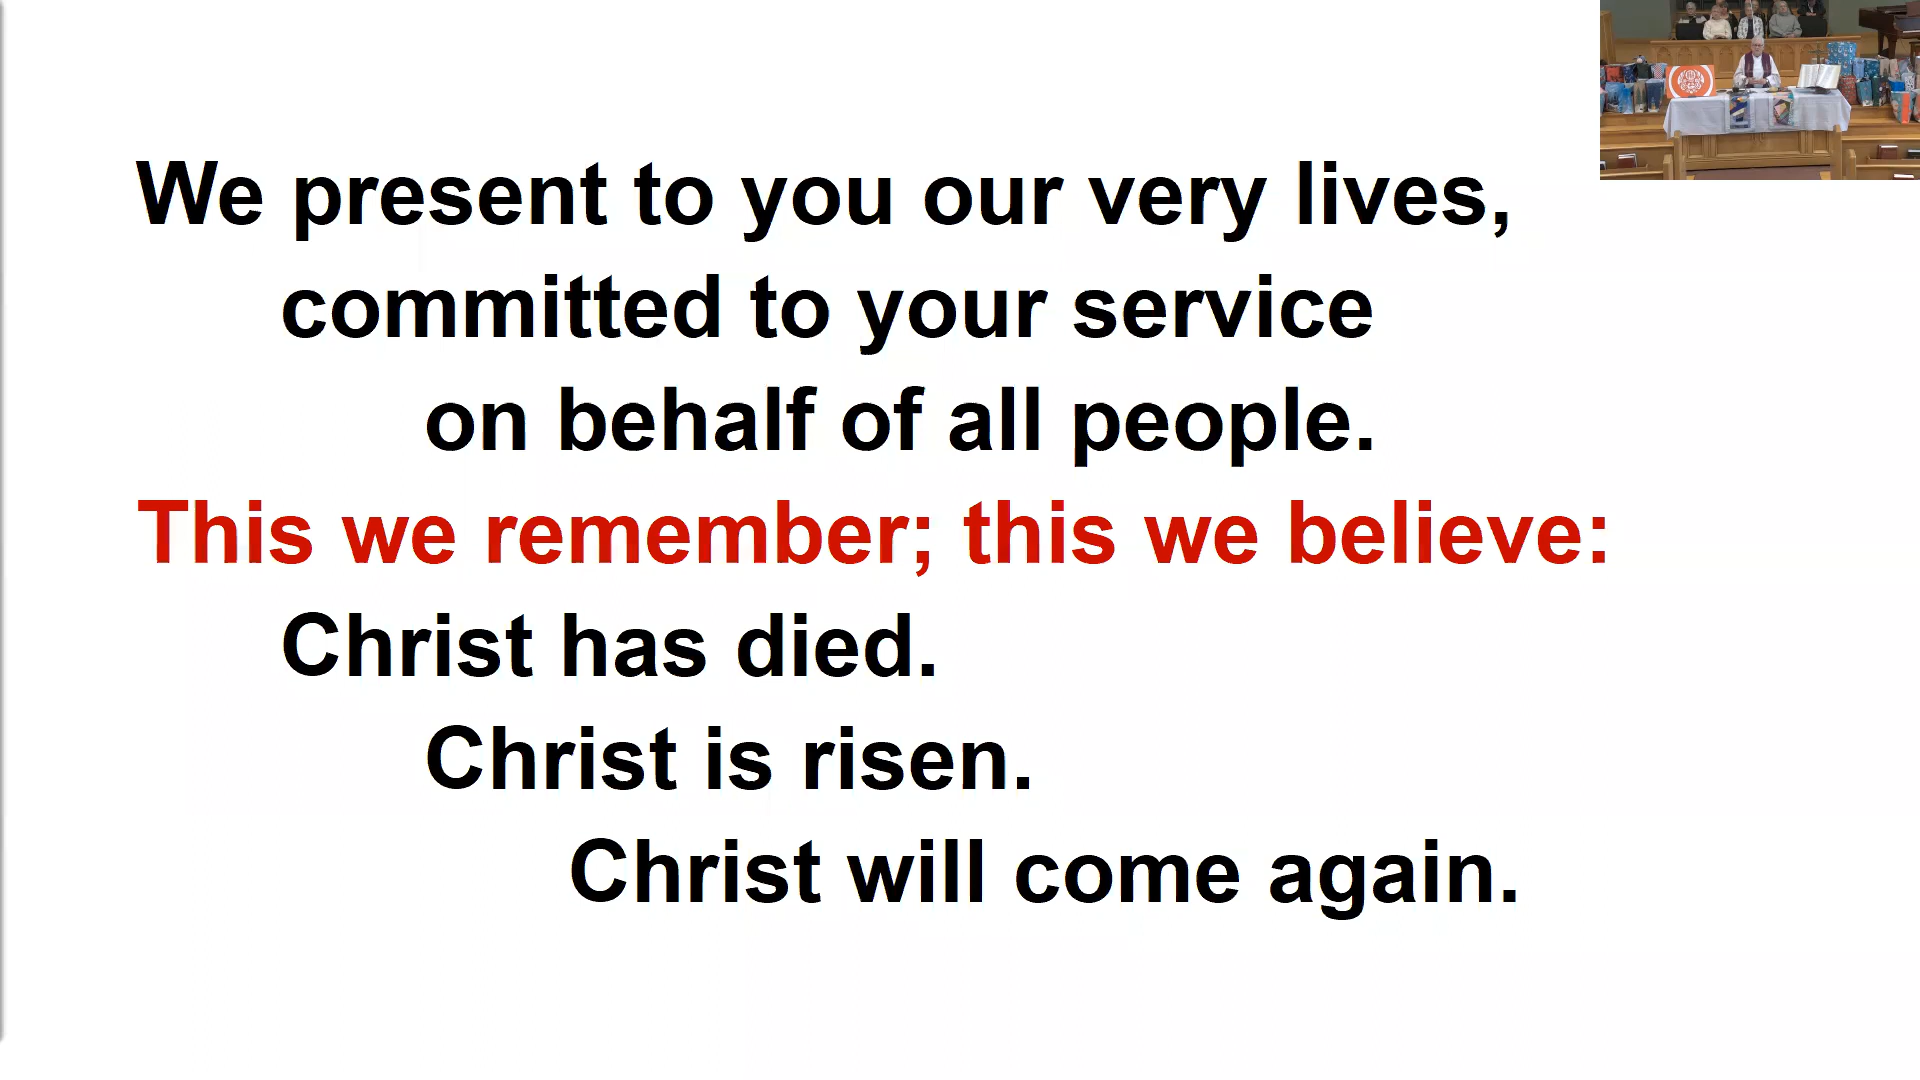 We present to you our very lives,
committed to your service
on behalf of all people.
This we remember; this we believe:
Christ has died.
Christ is risen.
Christ will come again.